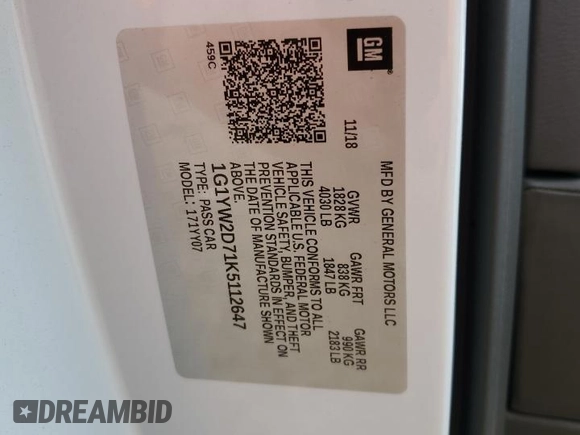 GM
MFD BY GENERAL MOTORS LLC
11/18
GVWR GAWR FRT GAWR RR
1828 KG 838 KG 990 KG
4030 LB 1847 LB 2183 LB
459C
THIS VEHICLE CONFORMS TO ALL
APPLICABLE U.S. FEDERAL MOTOR
VEHICLE SAFETY, BUMPER, AND THEFT
PREVENTION STANDARDS IN EFFECT ON
THE DATE OF MANUFACTURE SHOWN
ABOVE.
1G1YW2D71K5112647
TYPE: PASS CAR
MODEL: 171YY07
DREAMBID